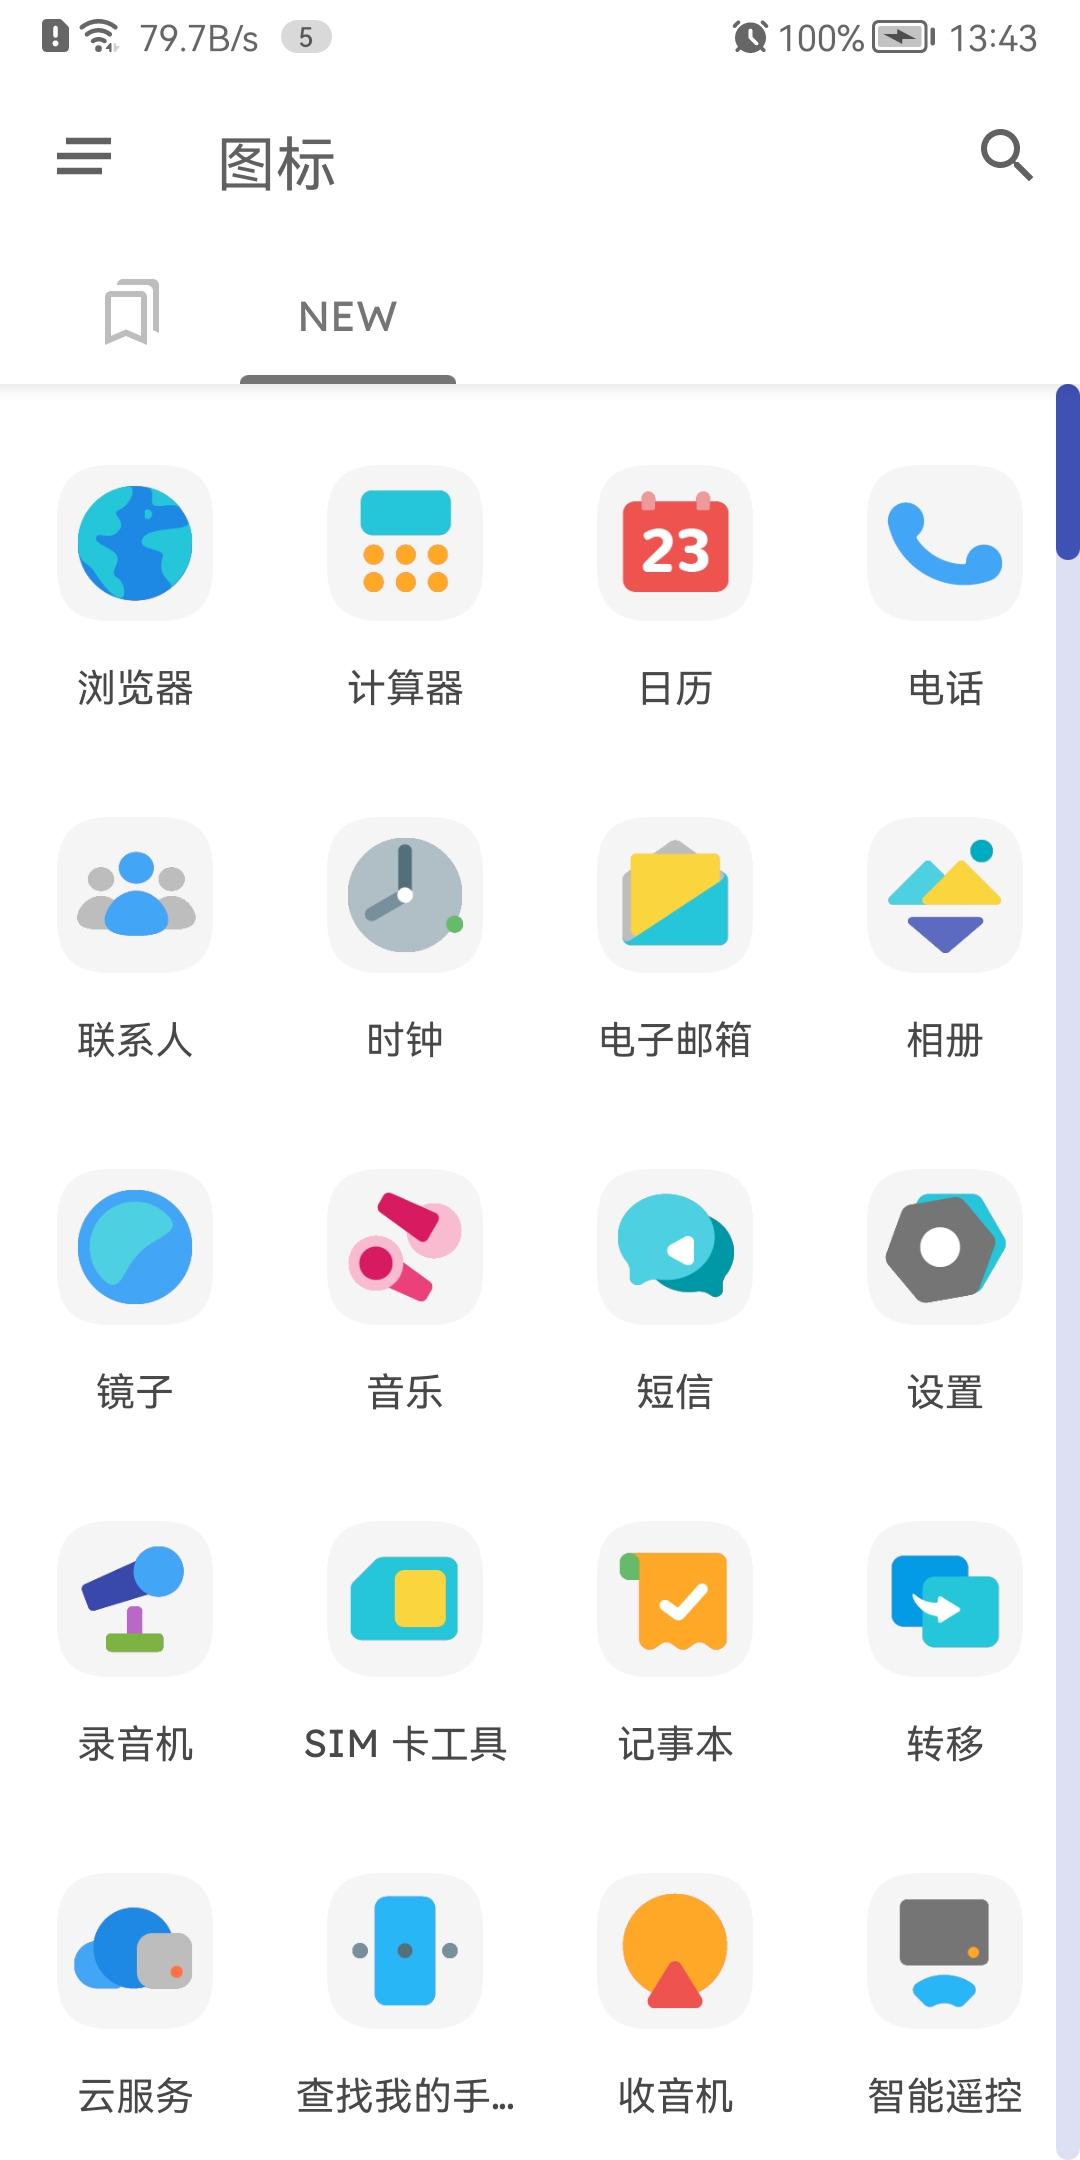 79.7B/s 5 100% 13:43
图标
NEW
23
浏览器 计算器 日历 电话
联系人 时钟 电子邮箱 相册
镜子 音乐 短信 设置
录音机 SIM 卡工具 记事本 转移
云服务 查找我的手... 收音机 智能遥控